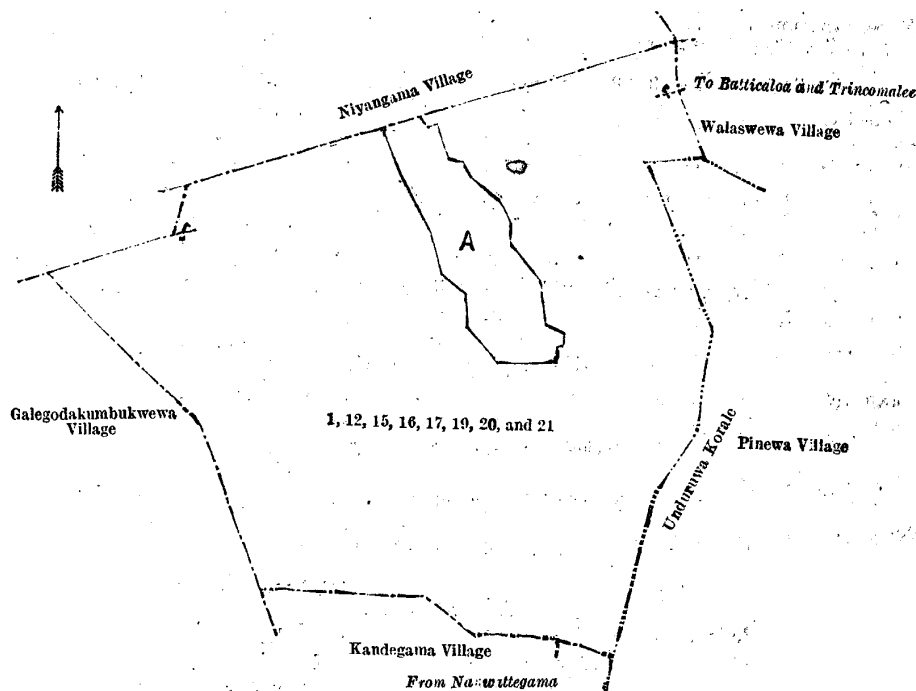 Niyangama Village
To Batticaloa and Trincomalee
Walaswewa Village
A
Galegodakumbukwewa
Village
1, 12, 15, 16, 17, 19, 20, and 21
Unduruwa Korale
Pinewa Village
Kandegama Village
From